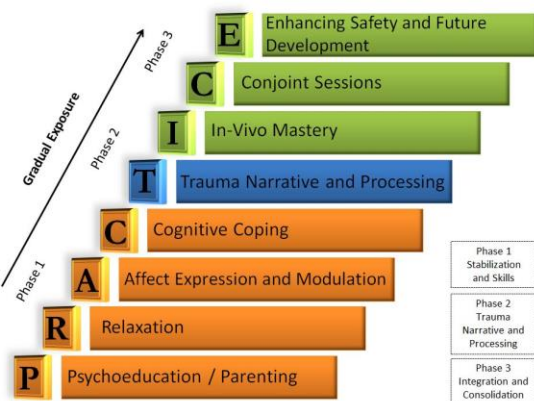 E Enhancing Safety and Future
Development
C Conjoint Sessions
I In-Vivo Mastery
T Trauma Narrative and Processing
C Cognitive Coping
A Affect Expression and Modulation
R Relaxation
P Psychoeducation / Parenting
Gradual Exposure
Phase 3
Phase 2
Phase 1
Phase 1
Stabilization
and Skills
Phase 2
Trauma
Narrative and
Processing
Phase 3
Integration and
Consolidation